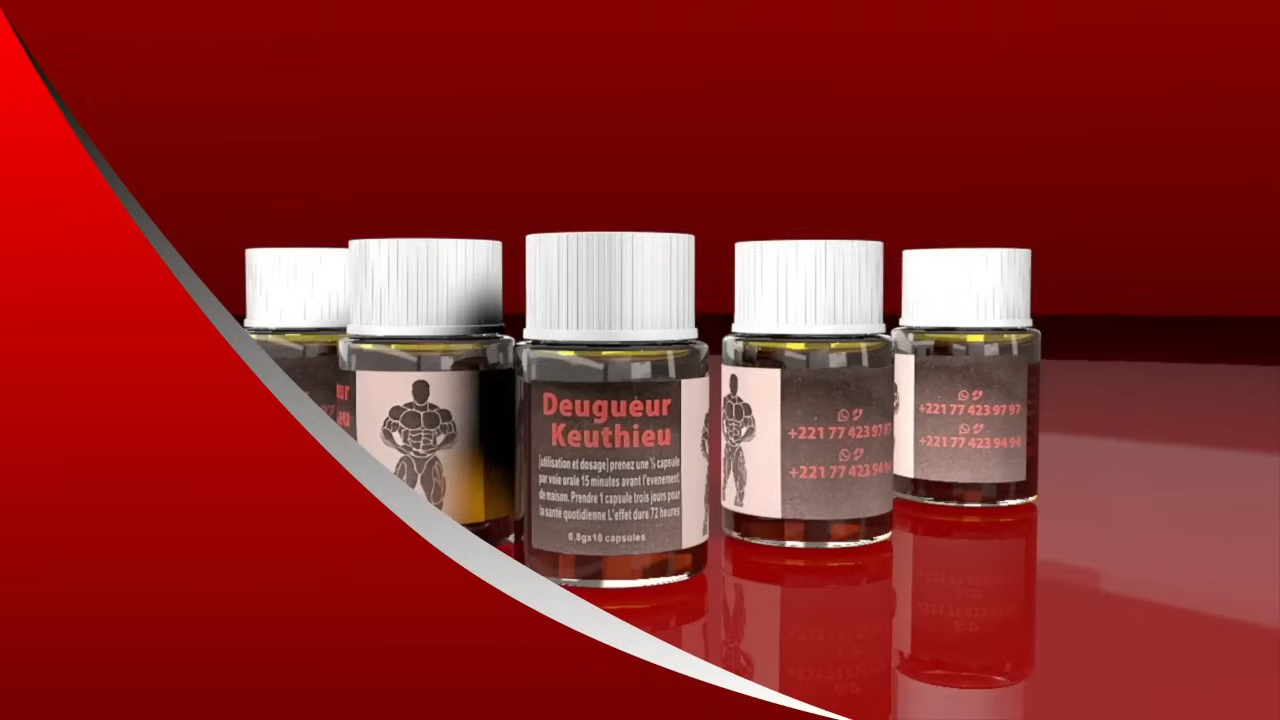 Deugueur
Keuthieu
[utilisation et dosage] prenez une ½ capsule
par voie orale 15 minutes avant l'evenement
de maison. Prendre 1 capsule trois jours pour
la santé quotidienne L'effet dure 72 heures
0.8gx10 capsules
+221 77 423 97 97
+221 77 423 94 94
+221 77 423 97 97
+221 77 423 94 94